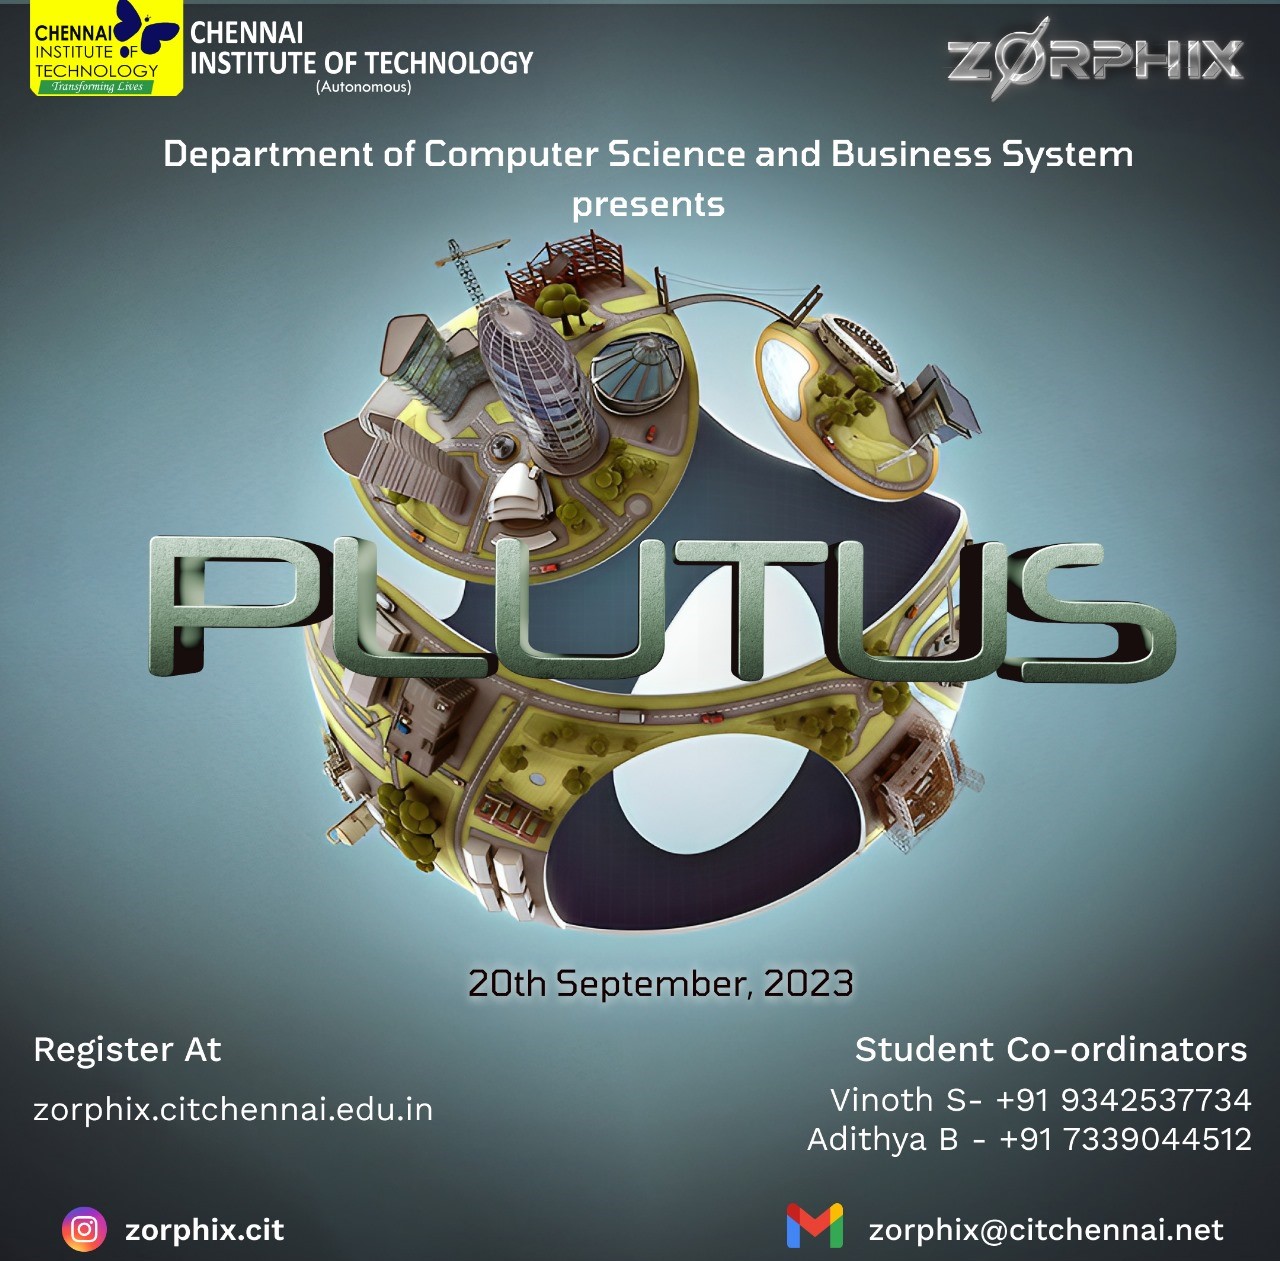 CHENNAI
INSTITUTE OF
TECHNOLOGY
Transforming Lives
CHENNAI
INSTITUTE OF TECHNOLOGY
(Autonomous)
ZORPHIX
Department of Computer Science and Business System
presents
PLUTUS
20th September, 2023
Register At
zorphix.citchennai.edu.in
Student Co-ordinators
Vinoth S- +91 9342537734
Adithya B - +91 7339044512
zorphix.cit
zorphix@citchennai.net